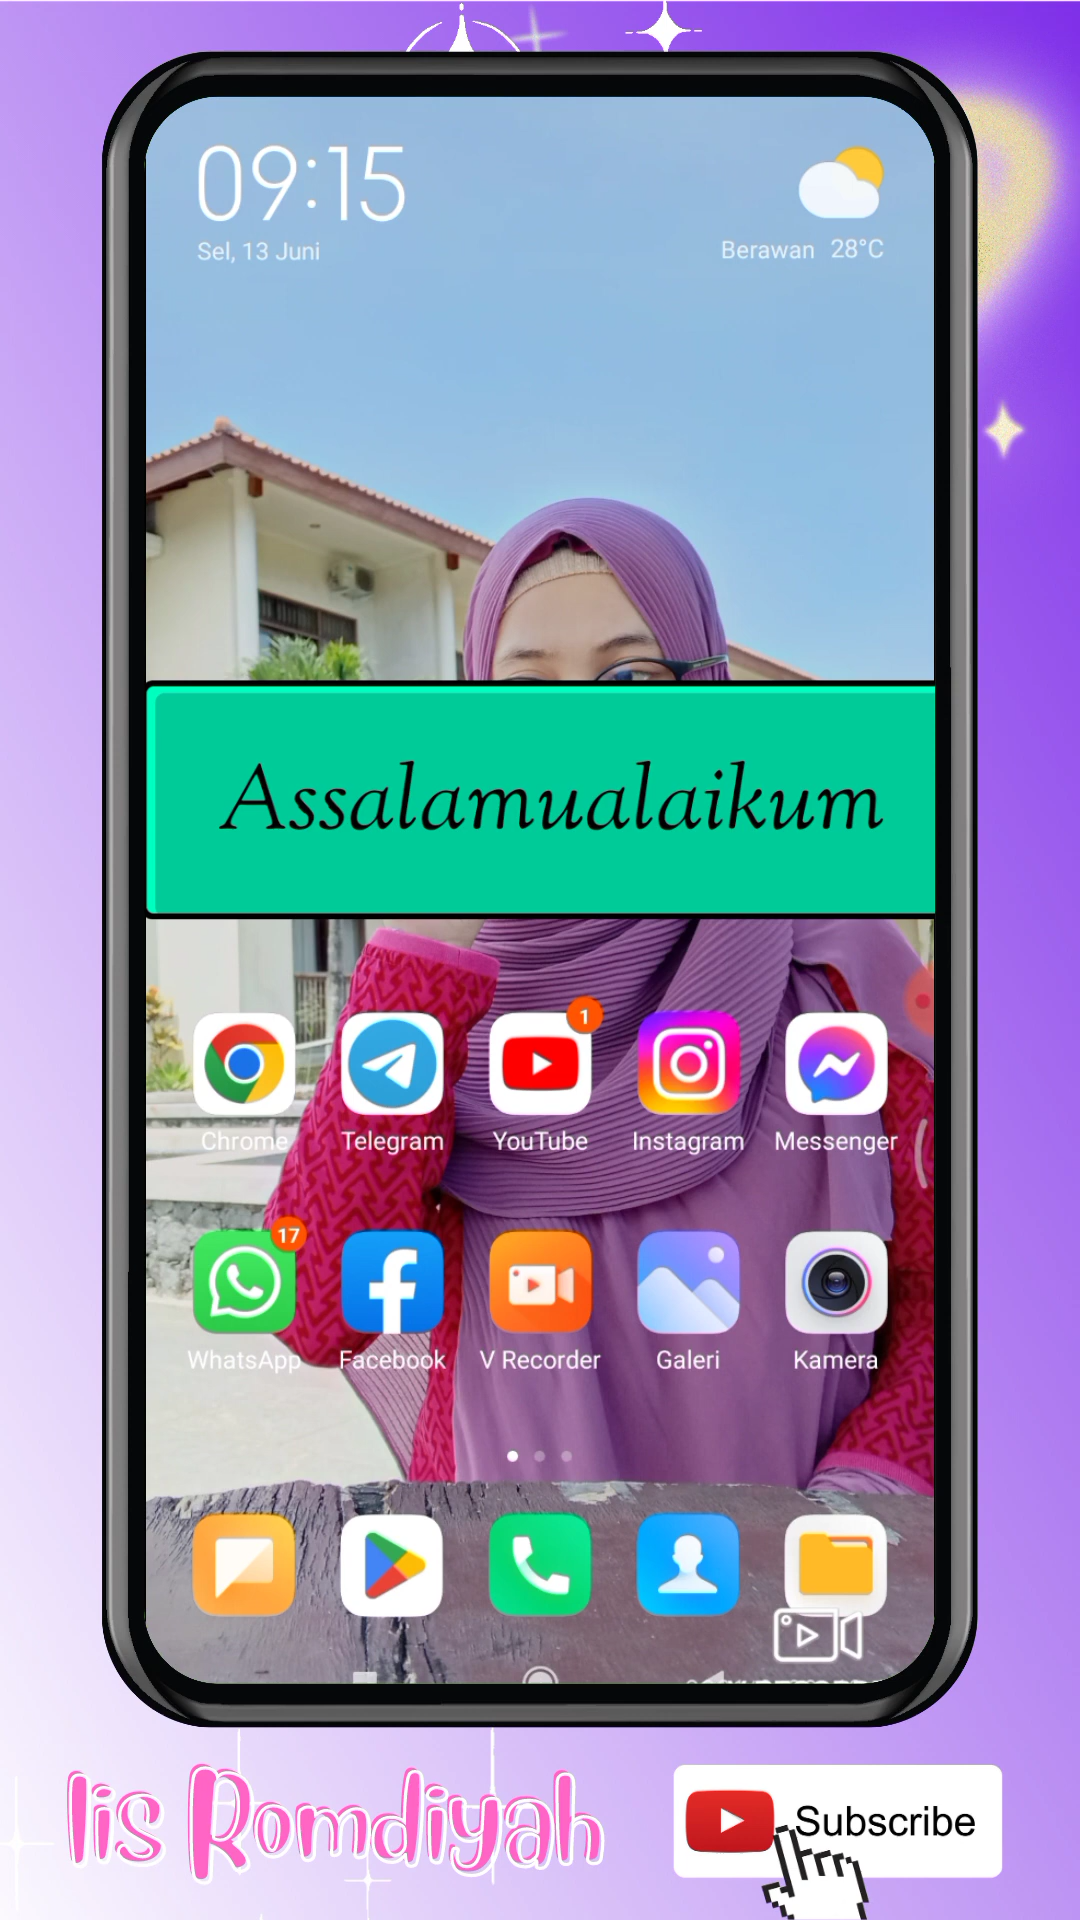 09:15
Sel, 13 Juni
Berawan 28°C
Assalamualaikum
1
Chrome
Telegram
YouTube
Instagram
Messenger
17
WhatsApp
Facebook
V Recorder
Galeri
Kamera
Iis Romdiyah
Subscribe